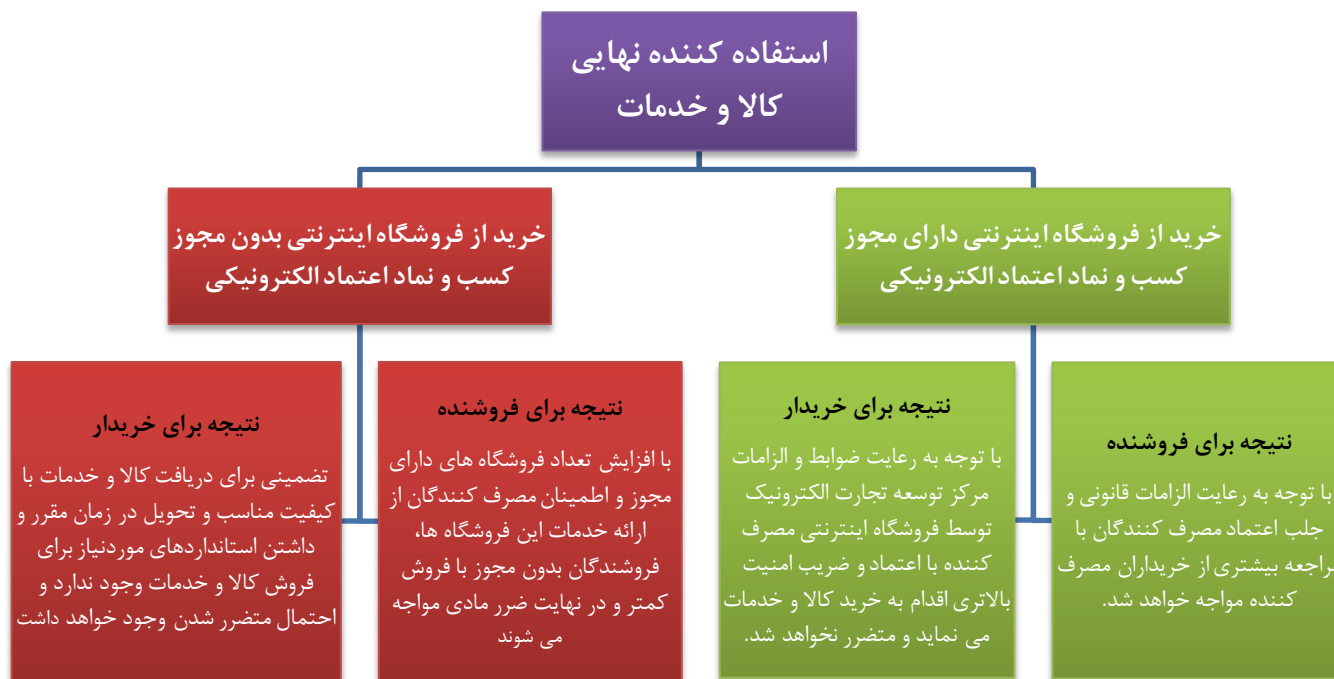 استفاده کننده نهایی
کالا و خدمات
خرید از فروشگاه اینترنتی دارای مجوز
کسب و نماد اعتماد الکترونیکی
خرید از فروشگاه اینترنتی بدون مجوز
کسب و نماد اعتماد الکترونیکی
نتیجه برای فروشنده
با توجه به رعایت الزامات قانونی و
جلب اعتماد مصرف کنندگان با
مراجعه بیشتری از خریداران مصرف
کننده مواجه خواهد شد.
نتیجه برای خریدار
با توجه به رعایت ضوابط و الزامات
مرکز توسعه تجارت الکترونیک
توسط فروشگاه اینترنتی مصرف
کننده با اعتماد و ضریب امنیت
بالاتری اقدام به خرید کالا و خدمات
می نماید و متضرر نخواهد شد.
نتیجه برای فروشنده
با افزایش تعداد فروشگاه های دارای
مجوز و اطمینان مصرف کنندگان از
ارائه خدمات این فروشگاه ها،
فروشندگان بدون مجوز با فروش
کمتر و در نهایت ضرر مادی مواجه
می شوند
نتیجه برای خریدار
تضمینی برای دریافت کالا و خدمات با
کیفیت مناسب و تحویل در زمان مقرر و
داشتن استانداردهای موردنیاز برای
فروش کالا و خدمات وجود ندارد و
احتمال متضرر شدن وجود خواهد داشت